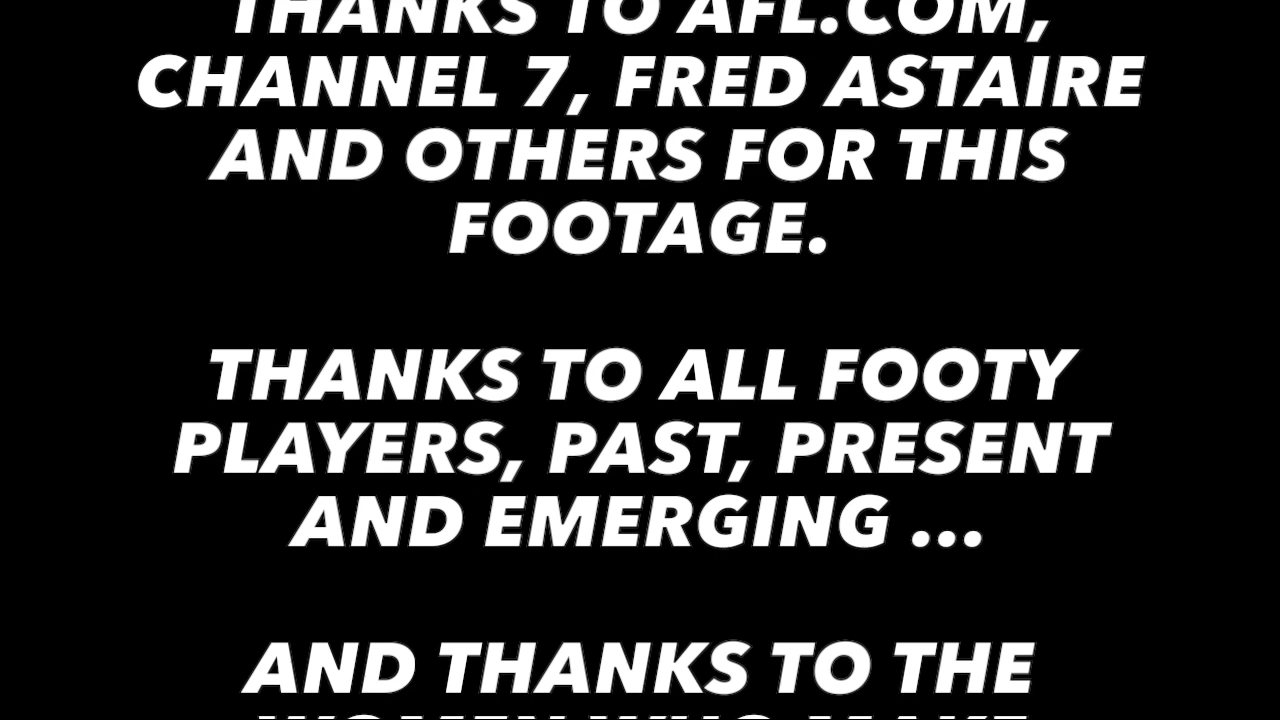 THANKS TO AFL.COM,
CHANNEL 7, FRED ASTAIRE
AND OTHERS FOR THIS
FOOTAGE.
THANKS TO ALL FOOTY
PLAYERS, PAST, PRESENT
AND EMERGING ...
AND THANKS TO THE